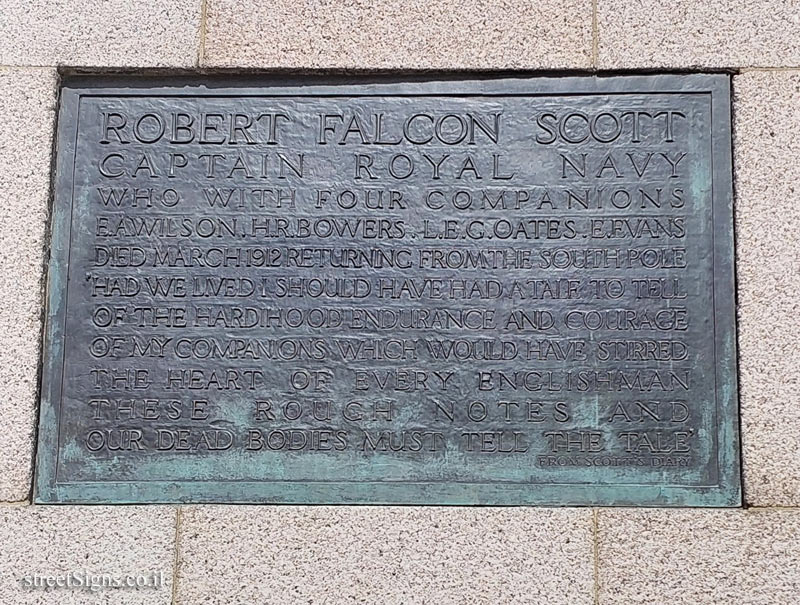 ROBERT FALCON SCOTT
CAPTAIN ROYAL NAVY
WHO WITH FOUR COMPANIONS
E.A.WILSON. H.R.BOWERS. L.E.G.OATES. E.EVANS
DIED MARCH 1912 RETURNING FROM THE SOUTH POLE
'HAD WE LIVED I SHOULD HAVE HAD A TALE TO TELL
OF THE HARDIHOOD ENDURANCE AND COURAGE
OF MY COMPANIONS WHICH WOULD HAVE STIRRED
THE HEART OF EVERY ENGLISHMAN
THESE ROUGH NOTES AND
OUR DEAD BODIES MUST TELL THE TALE'
FROM SCOTT'S DIARY
streetSigns.co.il